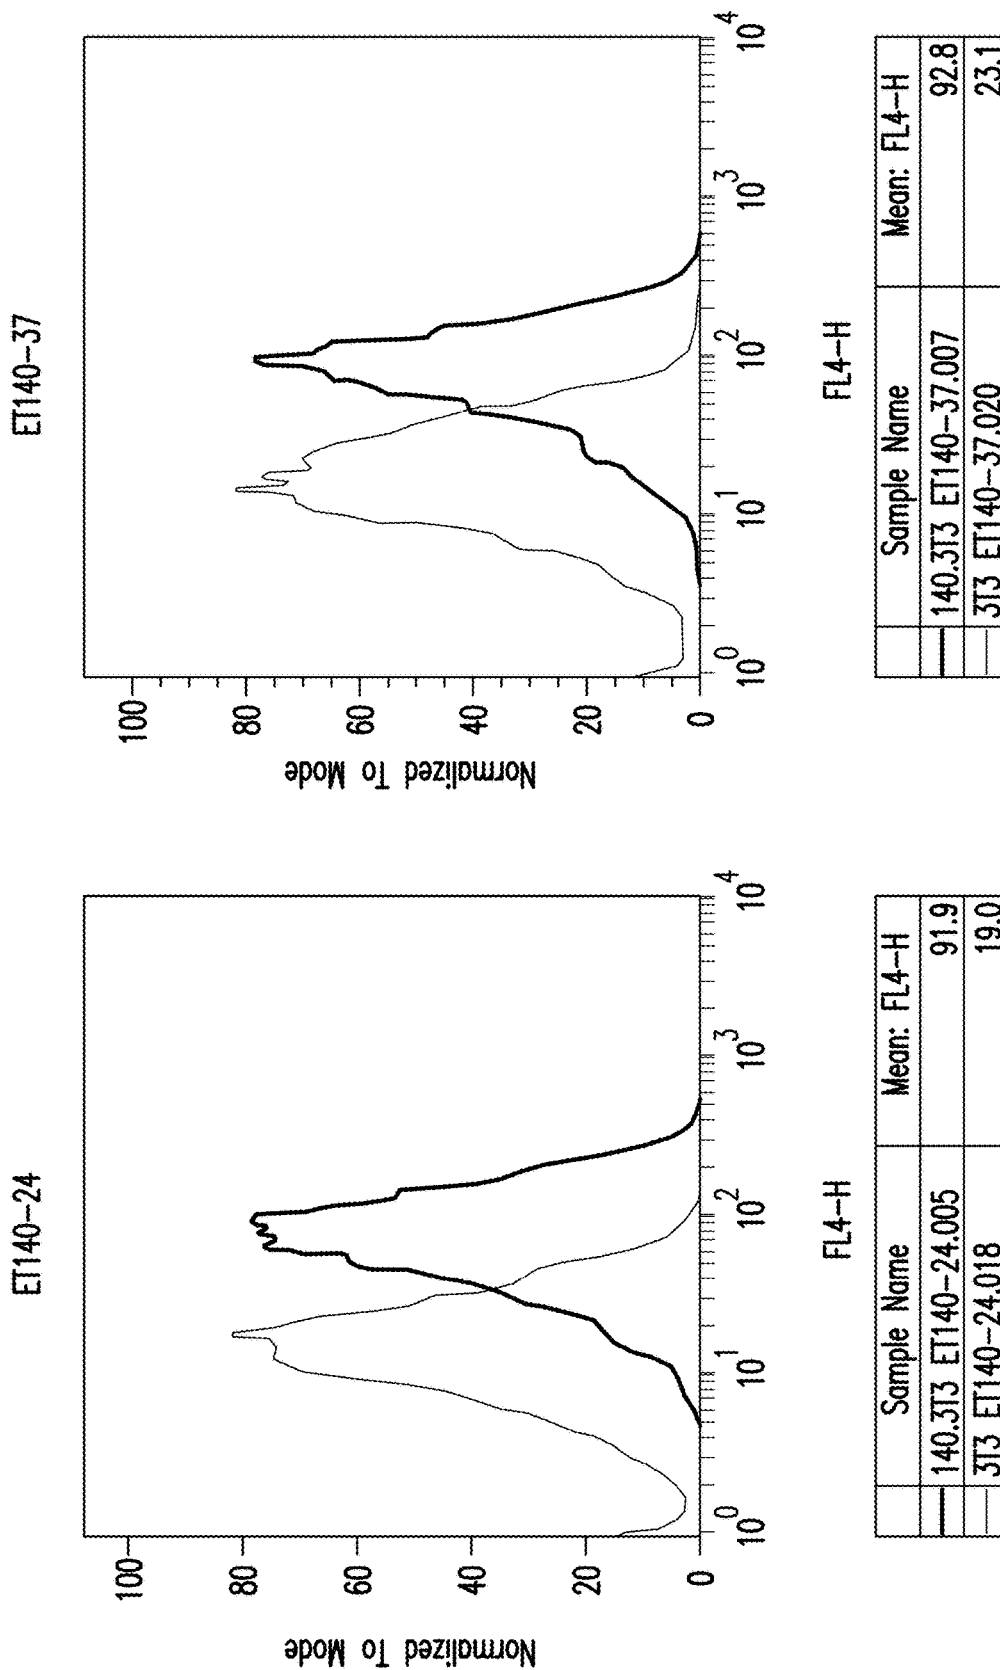 ET140-24
Normalized To Mode
100
80
60
40
20
0
10^0 10^1 10^2 10^3 10^4
FL4-H
Sample Name Mean: FL4-H
140.3T3 ET140-24.005 91.9
3T3 ET140-24.018 19.0
ET140-37
Normalized To Mode
100
80
60
40
20
0
10^0 10^1 10^2 10^3 10^4
FL4-H
Sample Name Mean: FL4-H
140.3T3 ET140-37.007 92.8
3T3 ET140-37.020 23.1